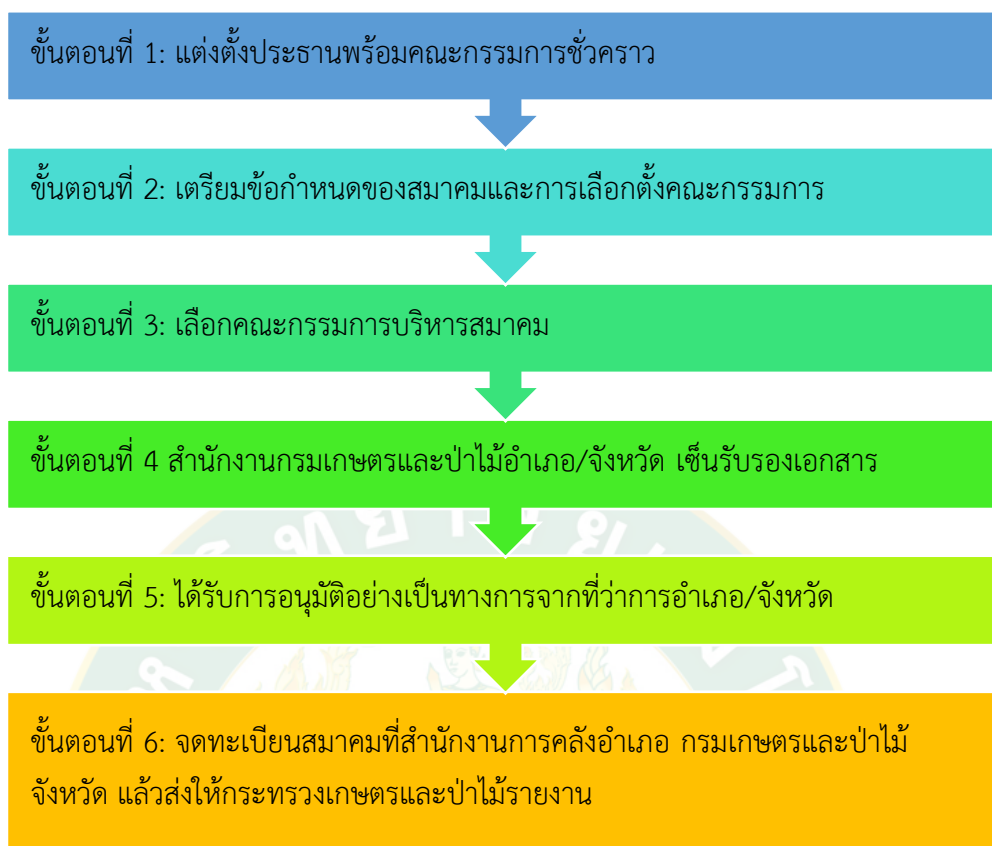 ขั้นตอนที่ 1: แต่งตั้งประธานพร้อมคณะกรรมการชั่วคราว
ขั้นตอนที่ 2: เตรียมข้อกำหนดของสมาคมและการเลือกตั้งคณะกรรมการ
ขั้นตอนที่ 3: เลือกคณะกรรมการบริหารสมาคม
ขั้นตอนที่ 4 สำนักงานกรมเกษตรและป่าไม้อำเภอ/จังหวัด เซ็นรับรองเอกสาร
ขั้นตอนที่ 5: ได้รับการอนุมัติอย่างเป็นทางการจากที่ว่าการอำเภอ/จังหวัด
ขั้นตอนที่ 6: จดทะเบียนสมาคมที่สำนักงานการคลังอำเภอ กรมเกษตรและป่าไม้
จังหวัด แล้วส่งให้กระทรวงเกษตรและป่าไม้รายงาน